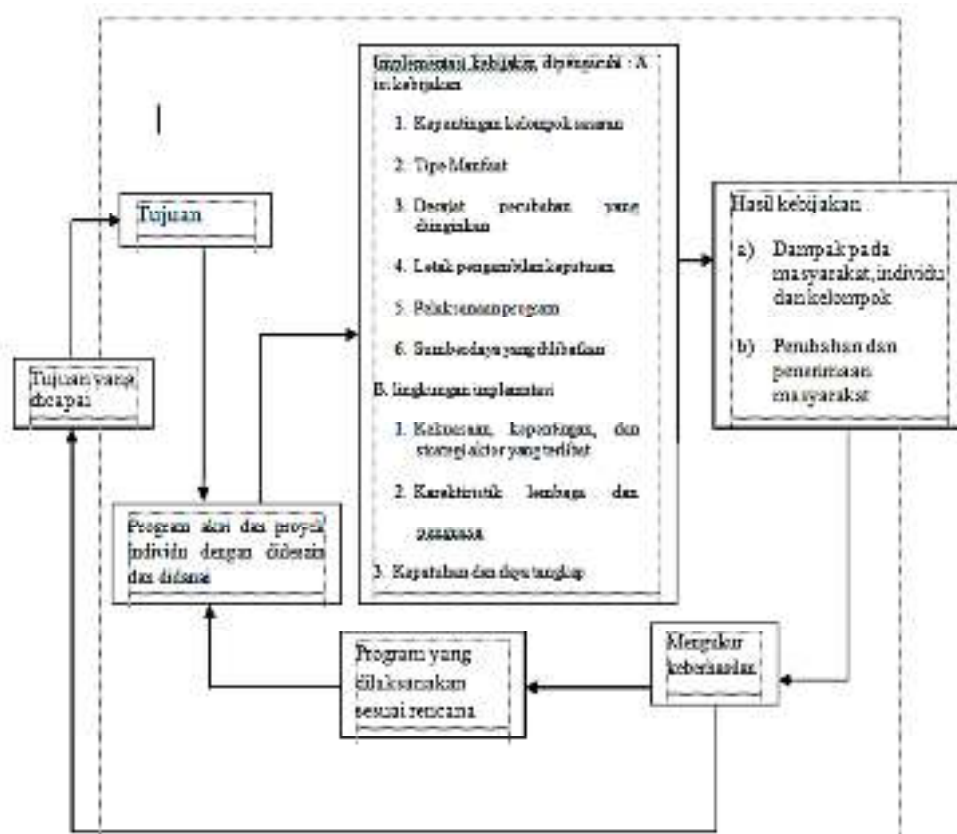 Tujuan
Tujuan yang
dicapai
Program aksi dan proyek
individu dengan didesain
dan didanai
Implementasi kebijakan dipengaruhi : A
isi kebijakan
1. Kepentingan kelompok sasaran
2. Tipe Manfaat
3. Derajat perubahan yang
diinginkan
4. Letak pengambilan keputusan
5. Pelaksanaan program
6. Sumberdaya yang dilibatkan
B. lingkungan
1. Kekuasaan, kepentingan, dan
strategi aktor yang terlibat
2. lembaga dan
3. Kepatuhan dan daya tangkap
Hasil kebijakan
a) Dampak pada
masyarakat, individu
dan kelompok
b) Perubahan dan
penerimaan
masyarakat
Mengukur
keberhasilan
Program yang
dilaksanakan
sesuai rencana